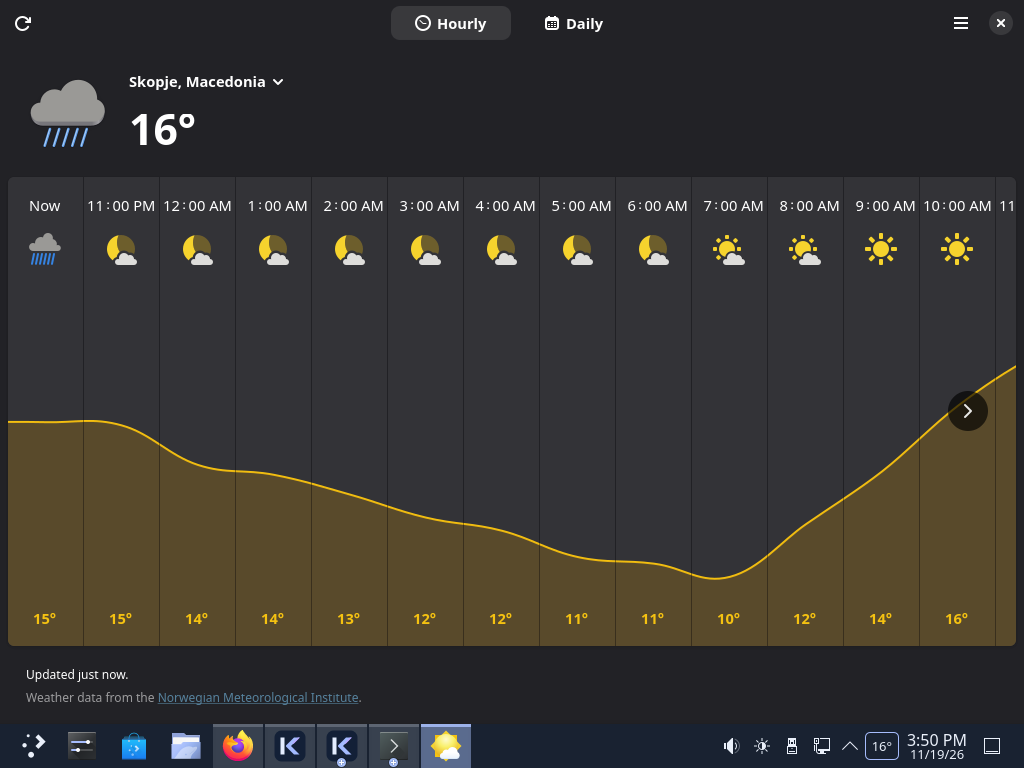 Hourly
Daily
Skopje, Macedonia
16°
Now 11:00 PM 12:00 AM 1:00 AM 2:00 AM 3:00 AM 4:00 AM 5:00 AM 6:00 AM 7:00 AM 8:00 AM 9:00 AM 10:00 AM 11
15° 15° 14° 14° 13° 12° 12° 11° 11° 10° 12° 14° 16°
Updated just now.
Weather data from the Norwegian Meteorological Institute.
16° 3:50 PM
11/19/26